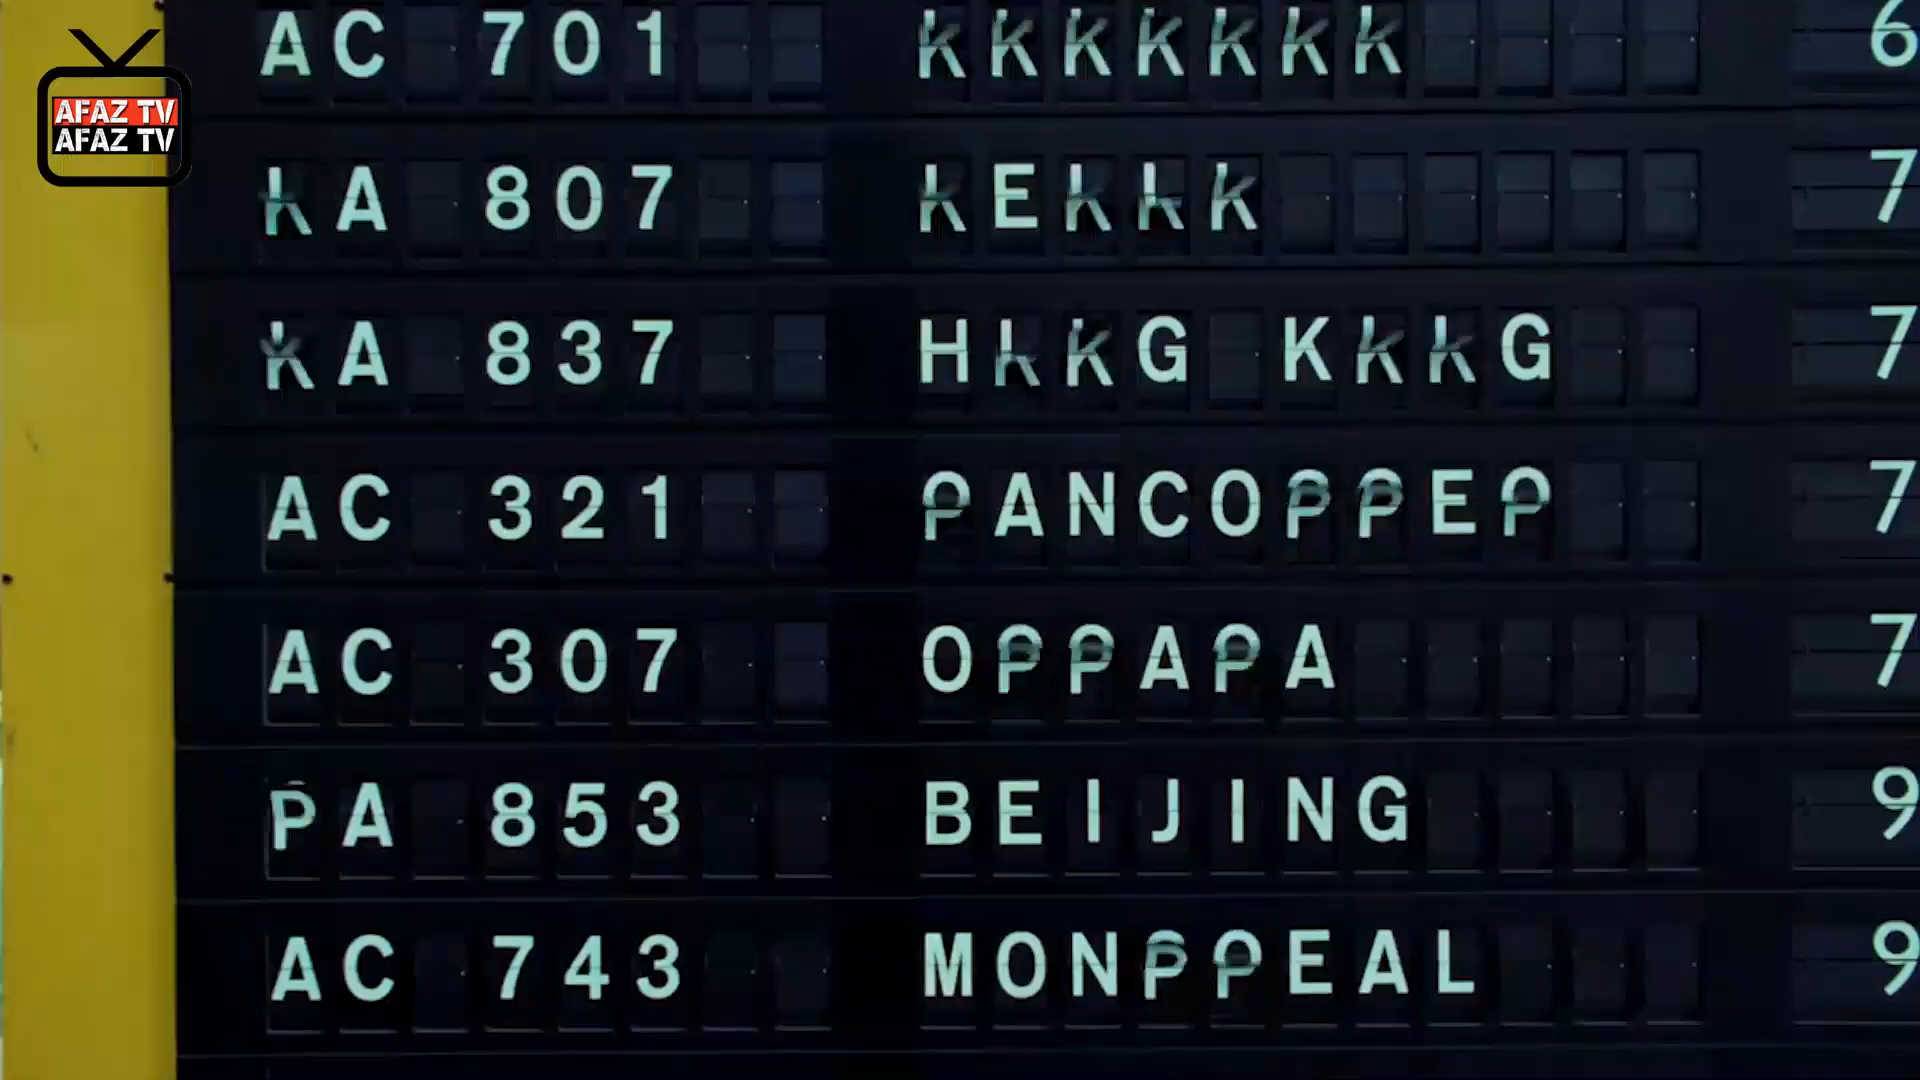 AFAZ TV
AFAZ TV
AC 701 KKKKKKK 6
KA 807 KEKKK 7
KA 837 HKKG KKKG 7
AC 321 PANCOPPEP 7
AC 307 OPPAPA 7
PA 853 BEIJING 9
AC 743 MONPPEAL 9